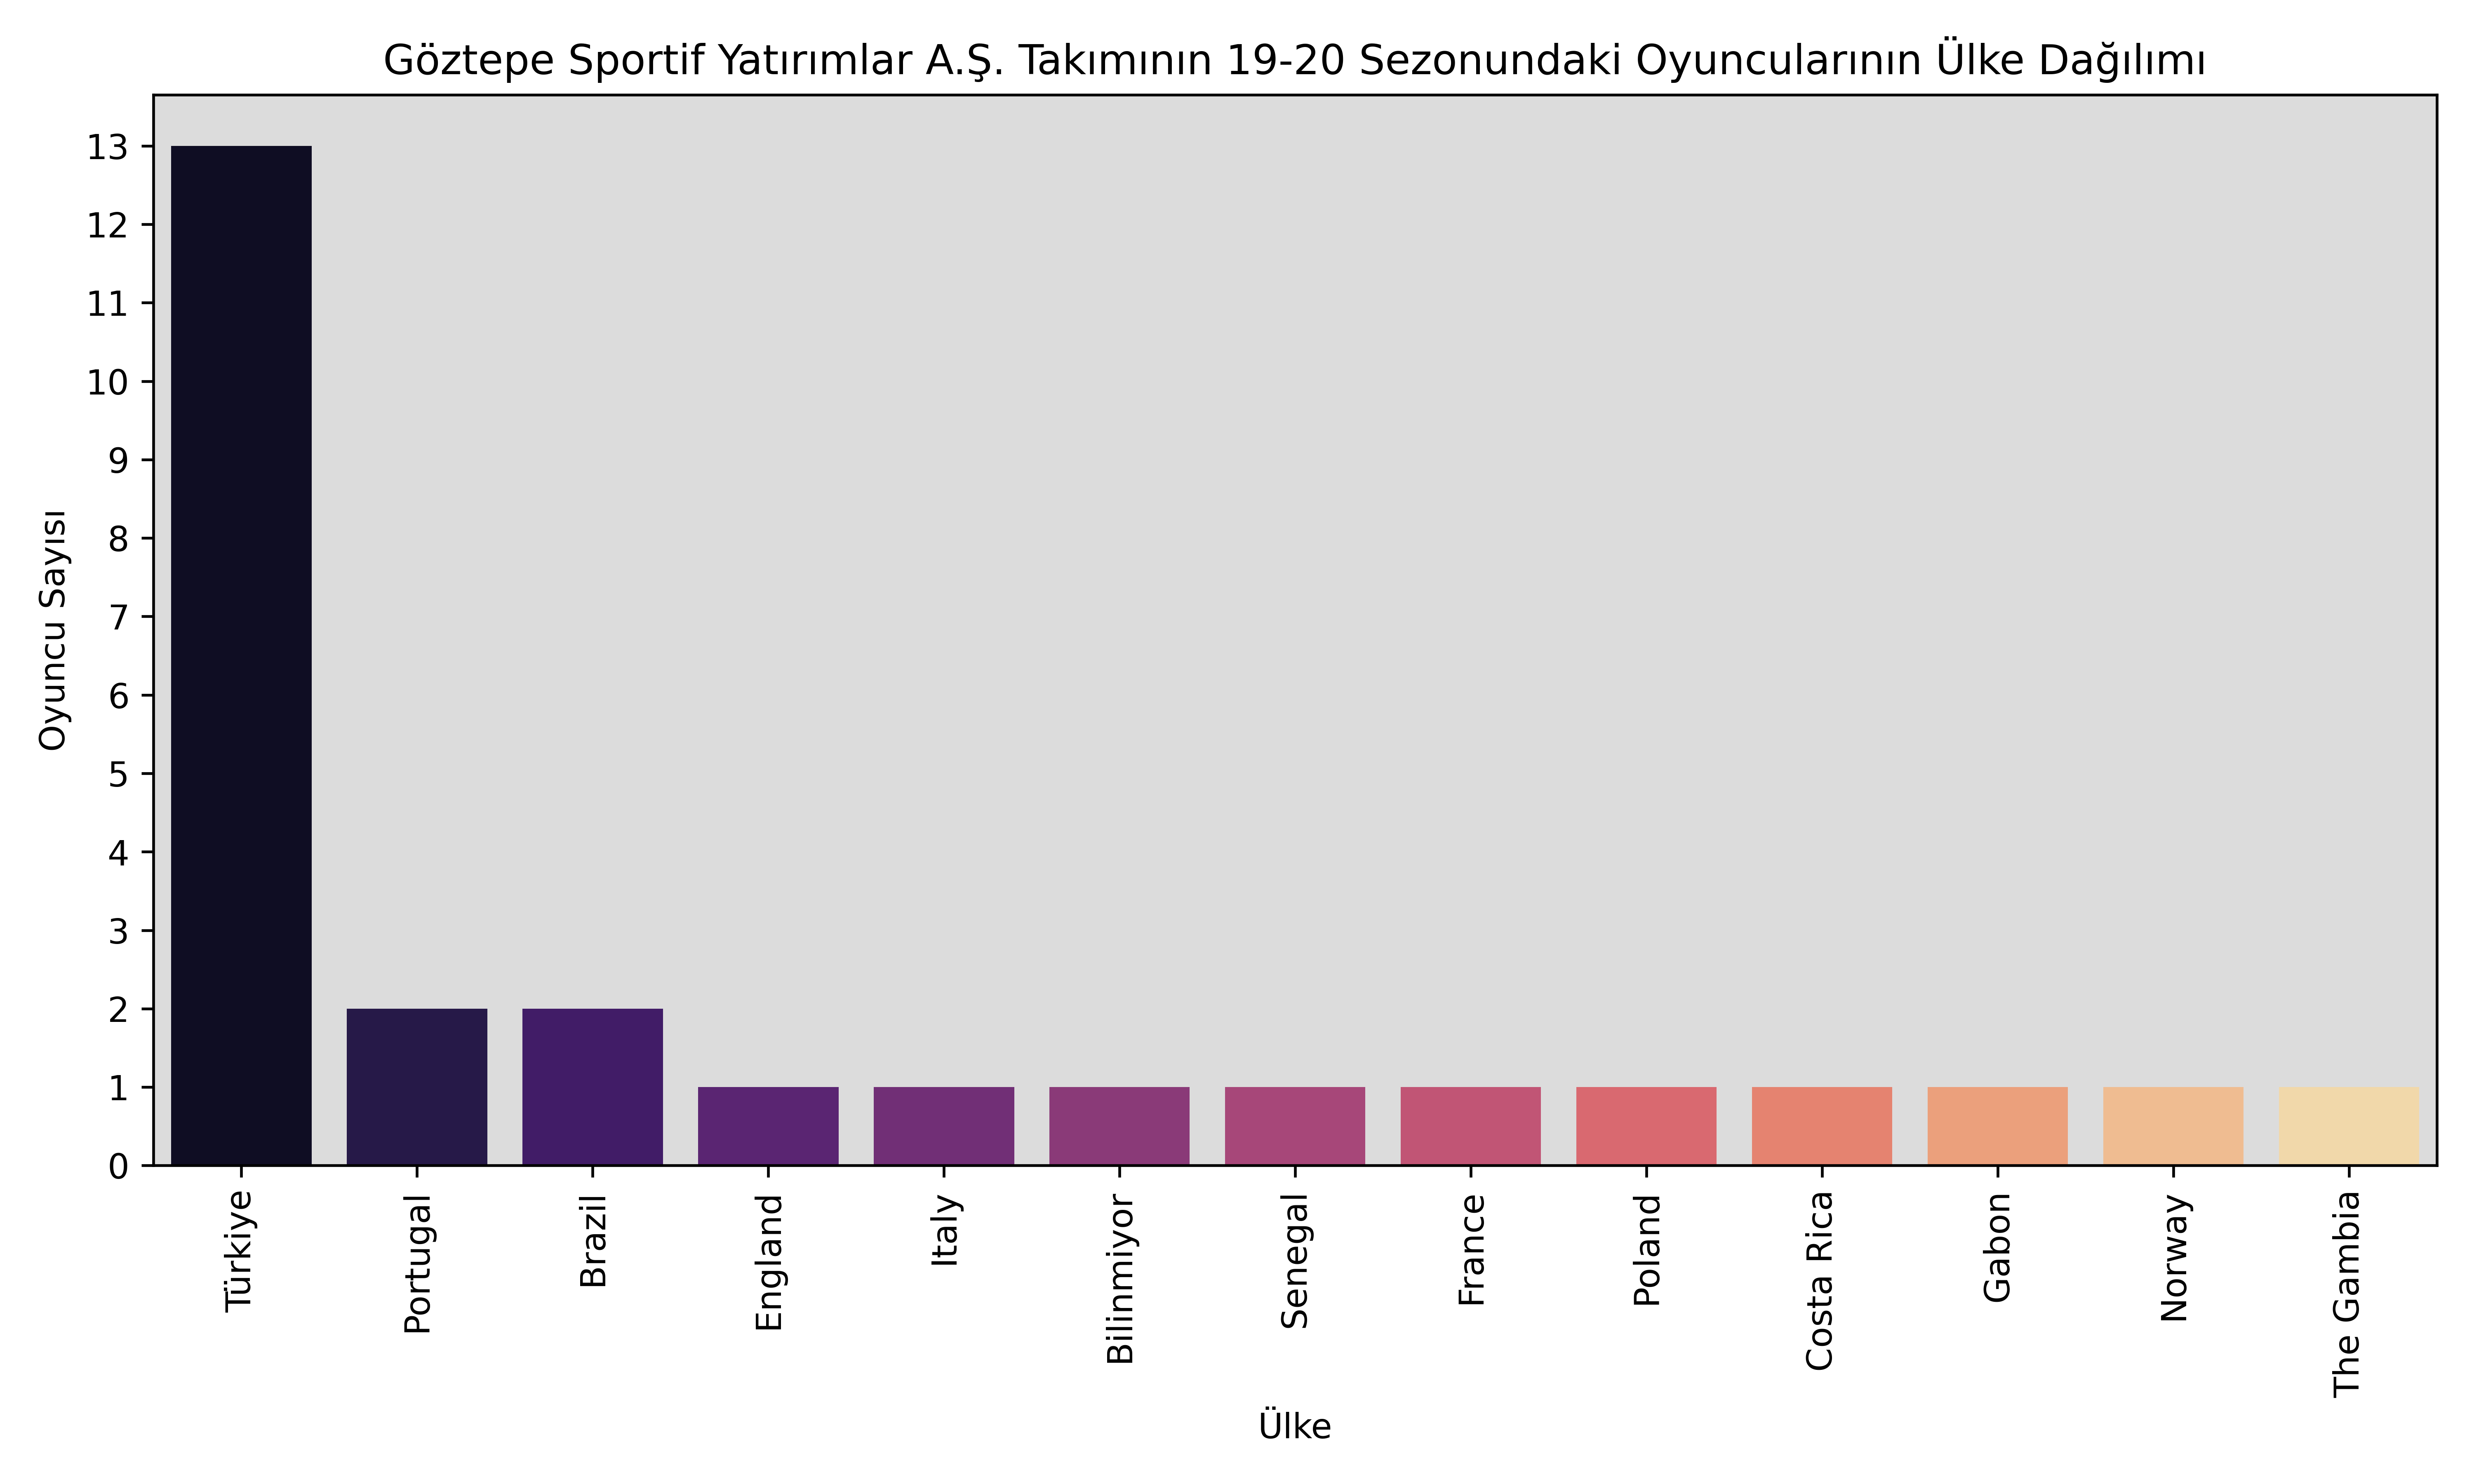 Göztepe Sportif Yatırımlar A.Ş. Takımının 19-20 Sezonundaki Oyuncularının Ülke Dağılımı
Oyuncu Sayısı
13
12
11
10
9
8
7
6
5
4
3
2
1
0
Türkiye
Portugal
Brazil
England
Italy
Bilinmiyor
Senegal
France
Poland
Costa Rica
Gabon
Norway
The Gambia
Ülke